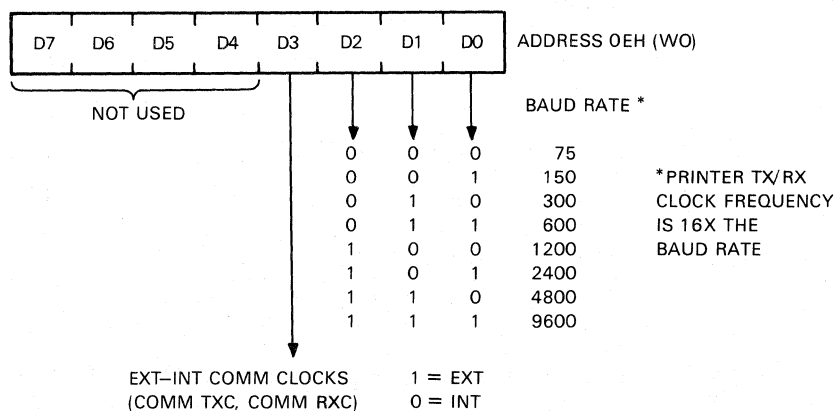 D7 D6 D5 D4 D3 D2 D1 D0 ADDRESS 0EH (WO)
NOT USED
BAUD RATE *
0 0 0 75
0 0 1 150 *PRINTER TX/RX
0 1 0 300 CLOCK FREQUENCY
0 1 1 600 IS 16X THE
1 0 0 1200 BAUD RATE
1 0 1 2400
1 1 0 4800
1 1 1 9600
EXT–INT COMM CLOCKS 1 = EXT
(COMM TXC, COMM RXC) 0 = INT